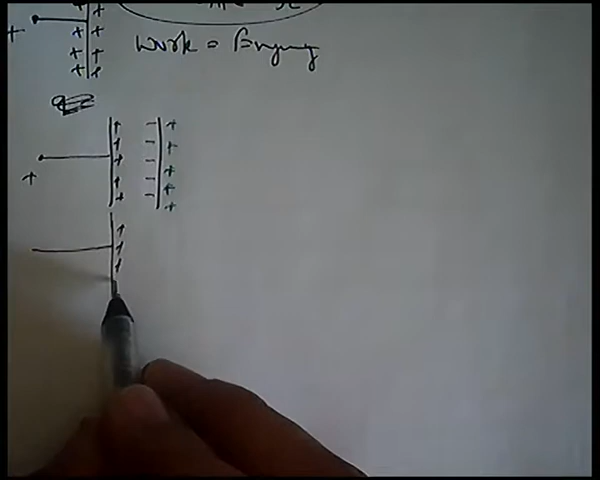 + + +
+ +
+ + Work = Energy
+ +
+ - +
+ - +
+ - +
+ + - +
+ - +
+
+
+
+